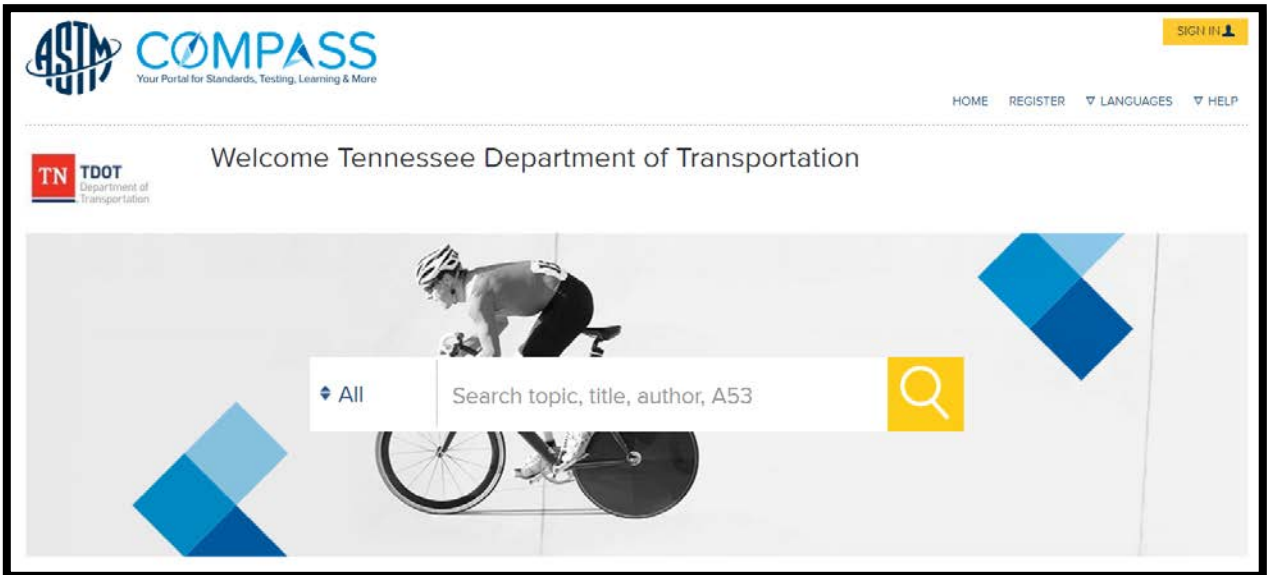 ASTM COMPASS
Your Portal for Standards, Testing, Learning & More
SIGN IN
HOME REGISTER ▽ LANGUAGES ▽ HELP
Welcome Tennessee Department of Transportation
TN TDOT
Department of
Transportation
All Search topic, title, author, A53